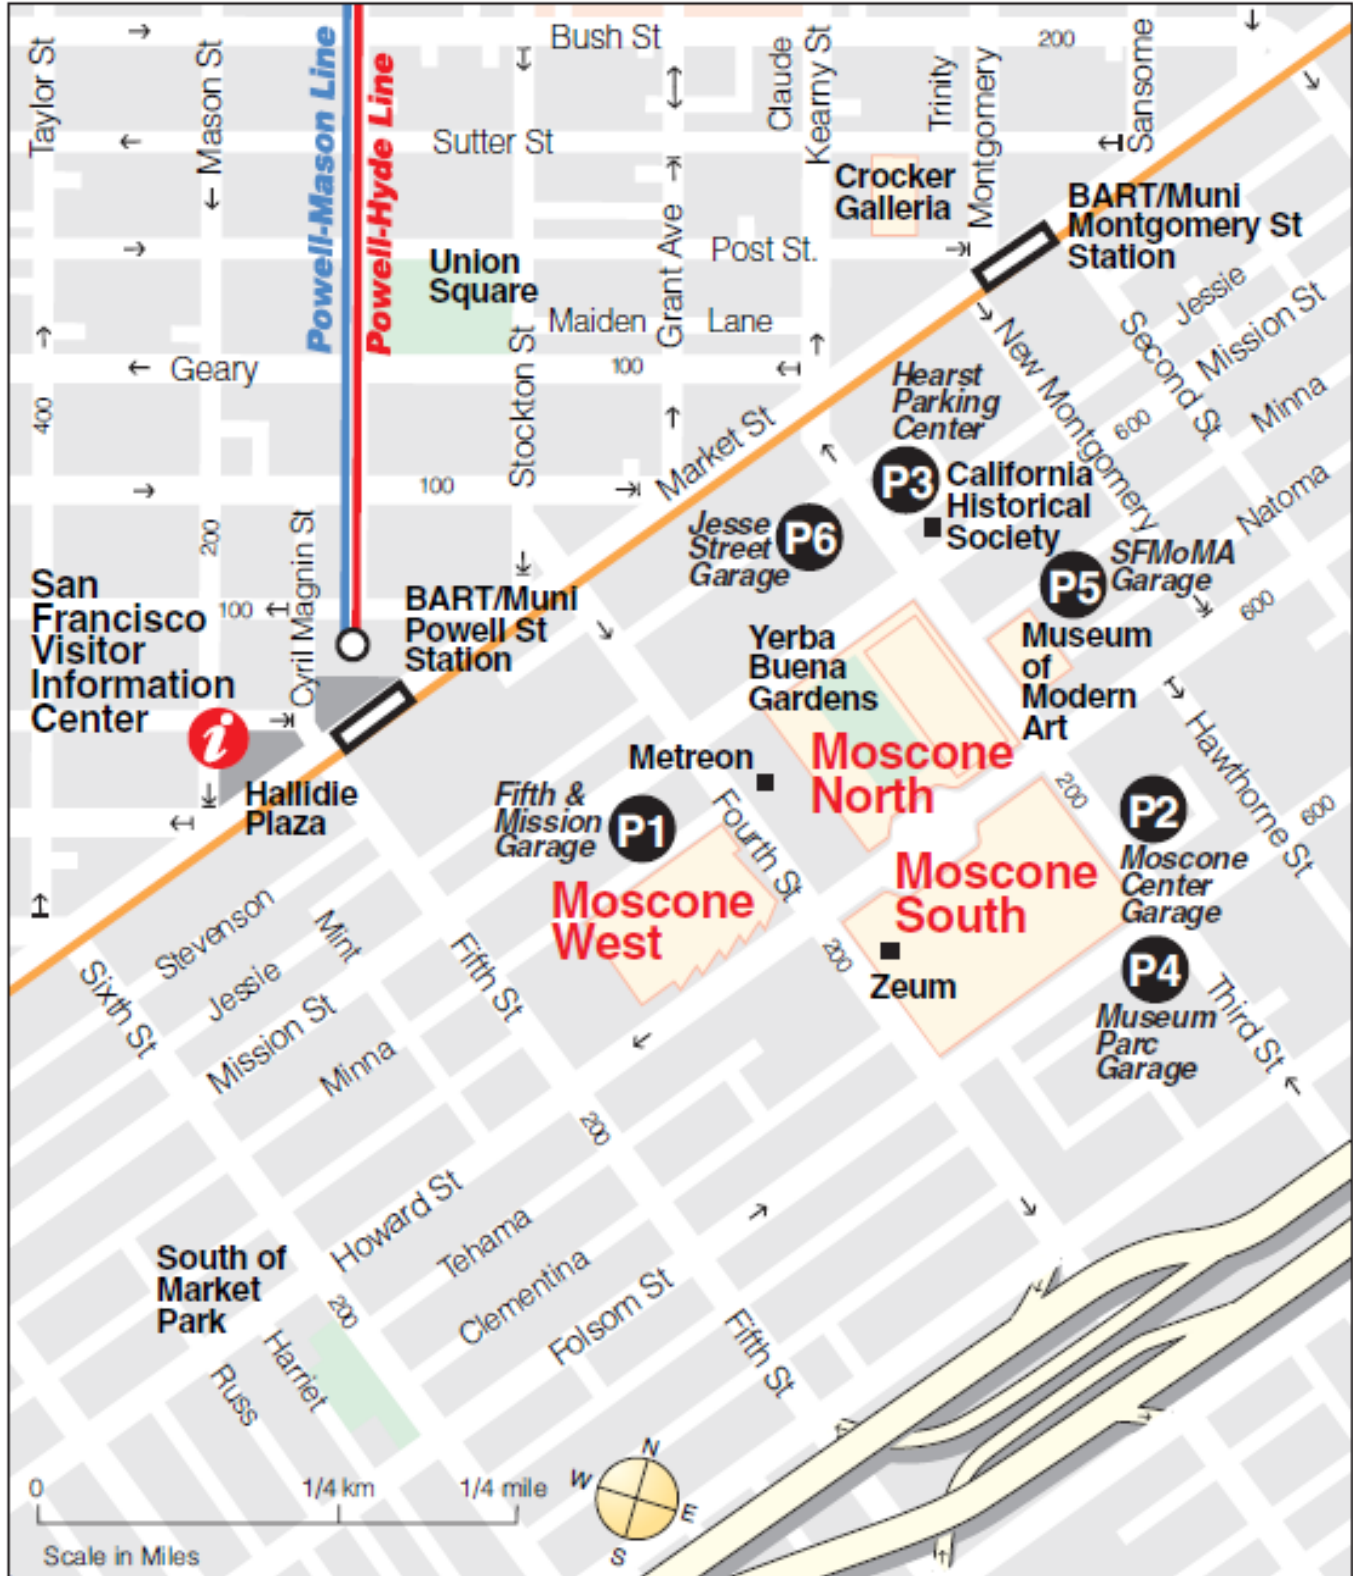 Taylor St
Mason St
Powell-Mason Line
Powell-Hyde Line
Bush St
Claude
Kearny St
Trinity
Montgomery
200
Sansome
Sutter St
Crocker
Galleria
BART/Muni
Montgomery St
Station
Union
Square
Grant Ave
Post St.
Maiden
Lane
Geary
100
Stockton St
400
Jessie
Mission St
Second St
Minna
New Montgomery
600
Hearst
Parking
Center
P3
California
Historical
Society
Market St
100
200
Cyril Magnin St
Jesse
Street
Garage
P6
Natoma
SFMoMA
Garage
P5
600
San
Francisco
Visitor
Information
Center
i
100
BART/Muni
Powell St
Station
Yerba
Buena
Gardens
Museum
of
Modern
Art
Hallidie
Plaza
Metreon
Moscone
North
Fifth &
Mission
Garage
P1
Fourth St
200
Hawthorne St
600
P2
Moscone
Center
Garage
Moscone
West
Moscone
South
Zeum
200
P4
Museum
Parc
Garage
Third St
Stevenson
Mint
Jessie
Fifth St
Sixth St
Mission St
Minna
200
Howard St
Tehama
Clementina
Folsom St
Fifth St
South of
Market
Park
200
Harriet
Russ
0
1/4 km
1/4 mile
Scale in Miles
N
W
E
S